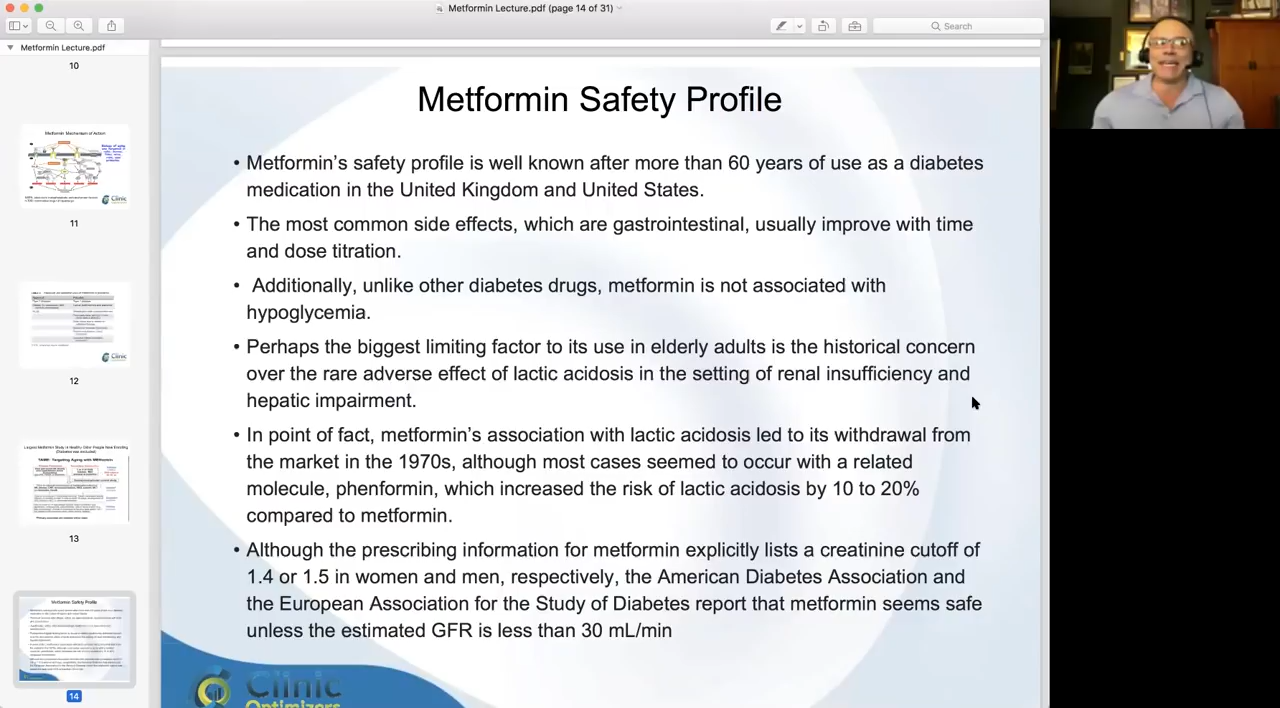 Metformin Lecture.pdf (page 14 of 31)
Search
Metformin Lecture.pdf
10
Metformin Mechanism of Action
Clinic
11
Clinic
12
13
Metformin Safety Profile
14
Metformin Safety Profile
• Metformin's safety profile is well known after more than 60 years of use as a diabetes
medication in the United Kingdom and United States.
• The most common side effects, which are gastrointestinal, usually improve with time
and dose titration.
• Additionally, unlike other diabetes drugs, metformin is not associated with
hypoglycemia.
• Perhaps the biggest limiting factor to its use in elderly adults is the historical concern
over the rare adverse effect of lactic acidosis in the setting of renal insufficiency and
hepatic impairment.
• In point of fact, metformin's association with lactic acidosis led to its withdrawal from
the market in the 1970s, although most cases seemed to occur with a related
which increased the risk of lactic acidosis by 10 to 20%
compared to metformin.
• Although the prescribing information for metformin explicitly lists a creatinine cutoff of
1.4 or 1.5 in women and men, respectively, the American Diabetes Association and
the European Association for the Study of Diabetes report that metformin seems safe
unless estimated GFR is less than 30 mL/min
Clinic
Optimizers